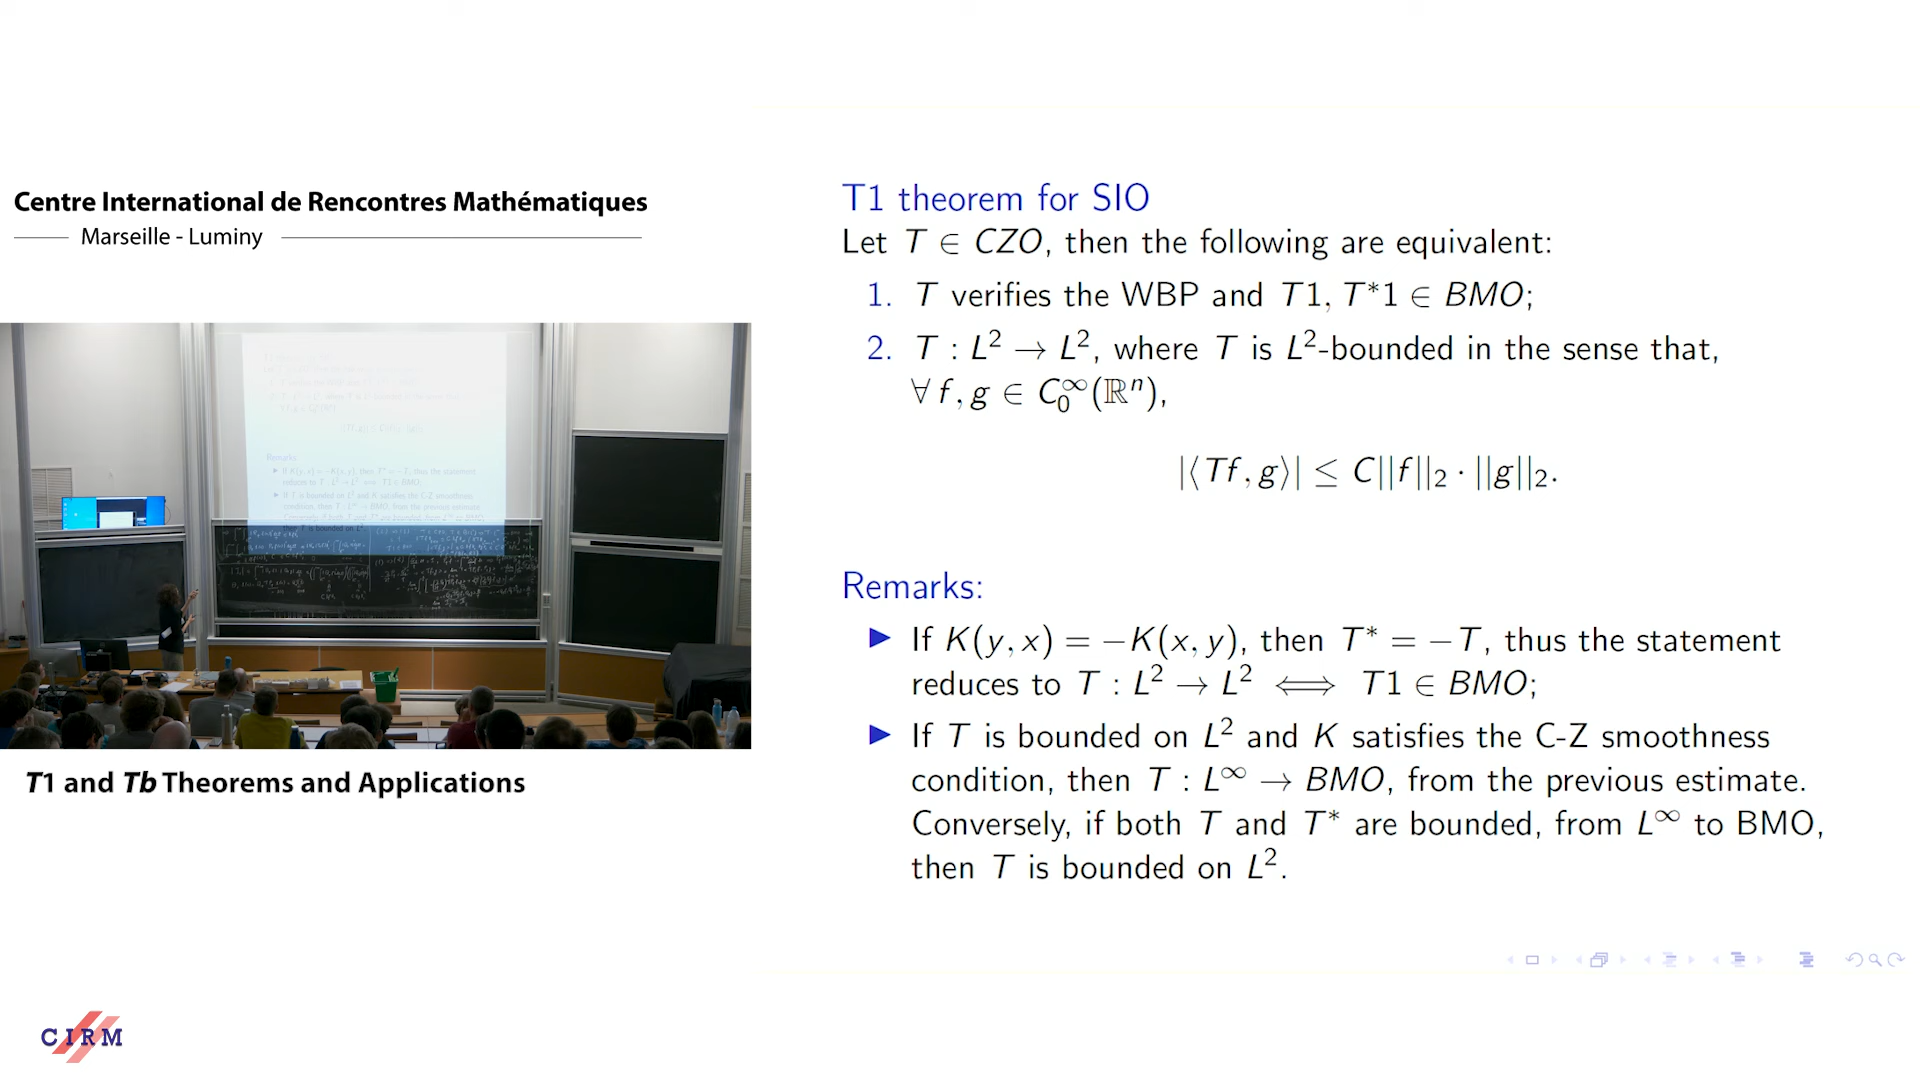 Centre International de Rencontres Mathématiques
Marseille - Luminy
T1 and Tb Theorems and Applications
CIRM
T1 theorem for SIO
Let T ∈ CZO, then the following are equivalent:
1. T verifies the WBP and T1, T*1 ∈ BMO;
2. T : L² → L², where T is L²-bounded in the sense that,
∀ f, g ∈ C₀^∞(ℝⁿ),
|⟨Tf, g⟩| ≤ C||f||₂ · ||g||₂.
Remarks:
▶ If K(y, x) = −K(x, y), then T* = −T, thus the statement
reduces to T : L² → L² ⟺ T1 ∈ BMO;
▶ If T is bounded on L² and K satisfies the C-Z smoothness
condition, then T : L^∞ → BMO, from the previous estimate.
Conversely, if both T and T* are bounded, from L^∞ to BMO,
then T is bounded on L².